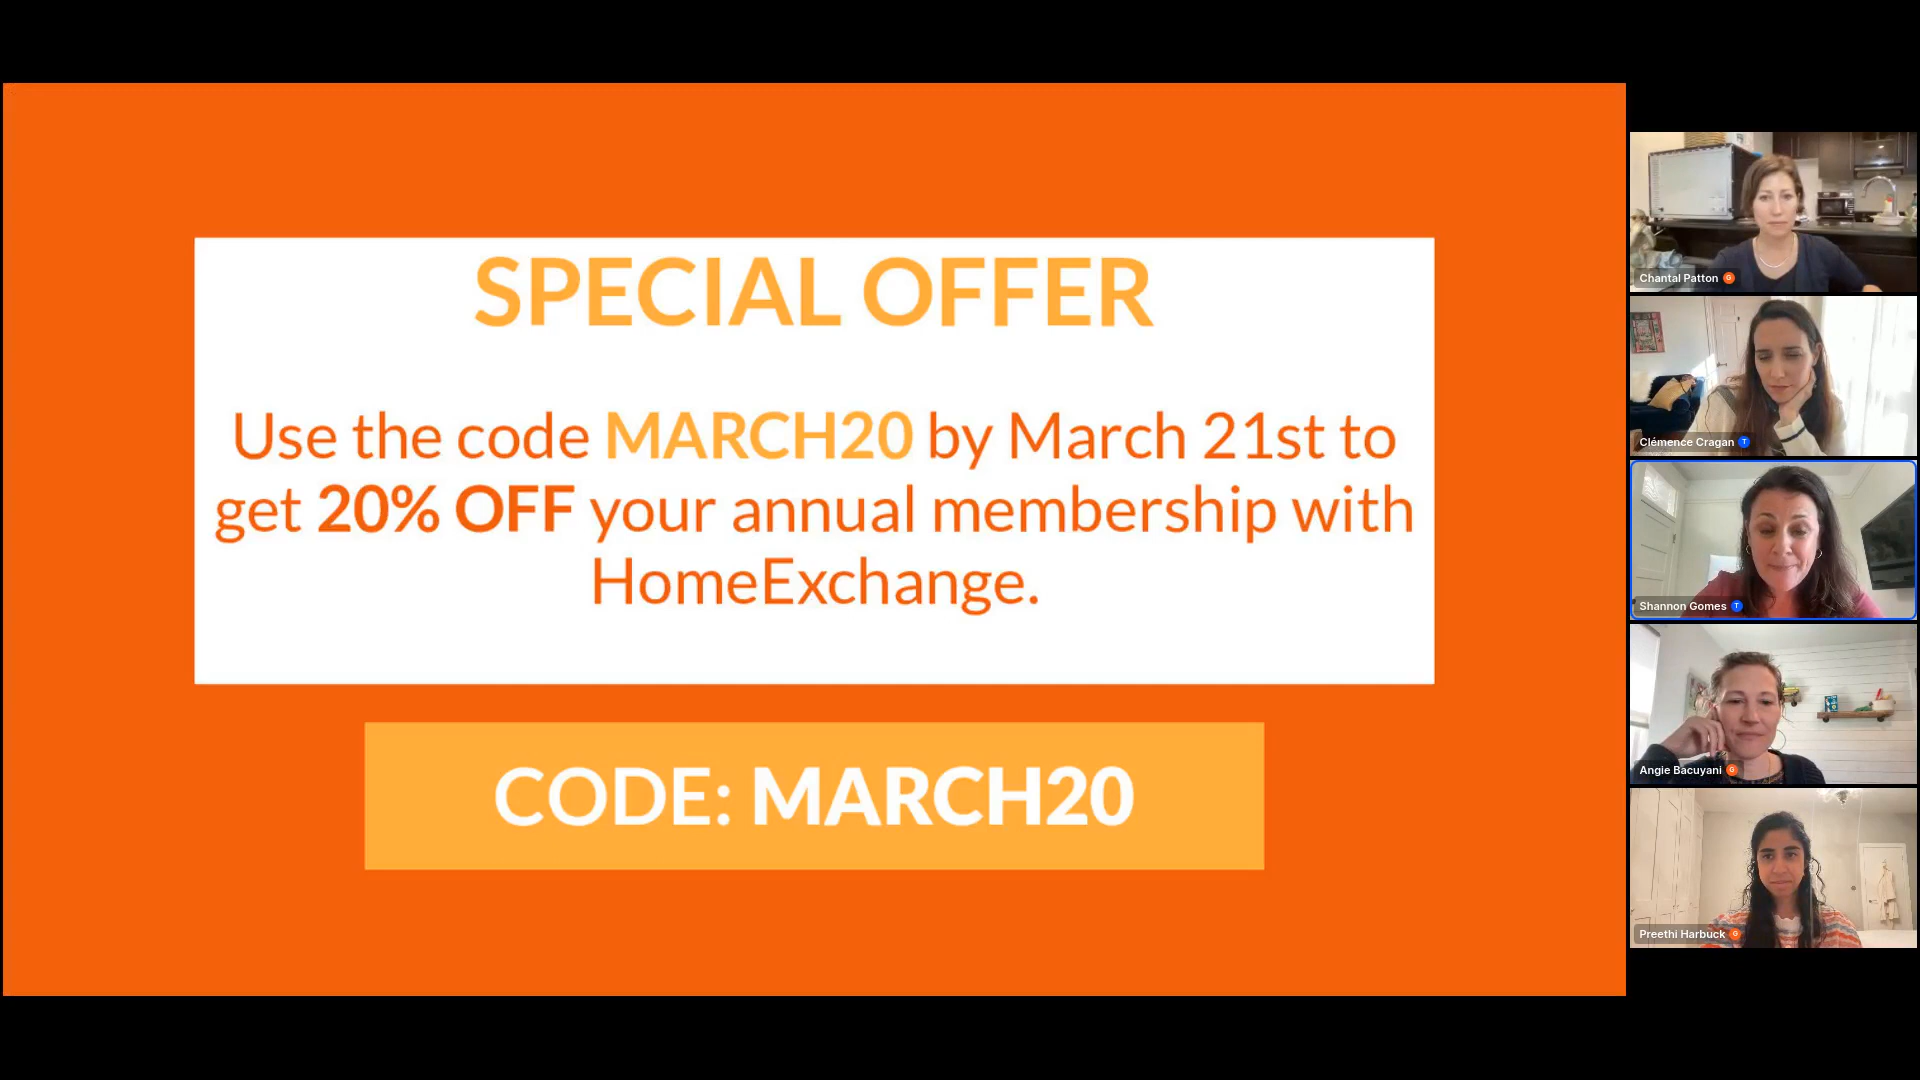 SPECIAL OFFER
Use the code MARCH20 by March 21st to
get 20% OFF your annual membership with
HomeExchange.
CODE: MARCH20
Chantal Patton G
Clémence Cragan T
Shannon Gomes T
Angie Bacuyani G
Preethi Harbuck G